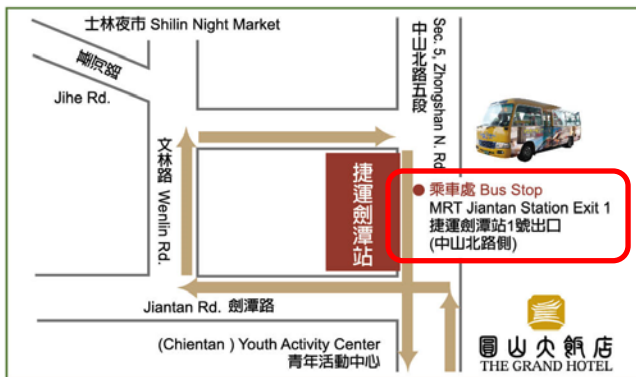 士林夜市 Shilin Night Market
基河路
Jihe Rd.
文林路 Wenlin Rd.
Sec. 5, Zhongshan N. Rd
中山北路五段
捷運劍潭站
乘車處 Bus Stop
MRT Jiantan Station Exit 1
捷運劍潭站1號出口
(中山北路側)
Jiantan Rd. 劍潭路
(Chientan ) Youth Activity Center
青年活動中心
圓山大飯店
THE GRAND HOTEL